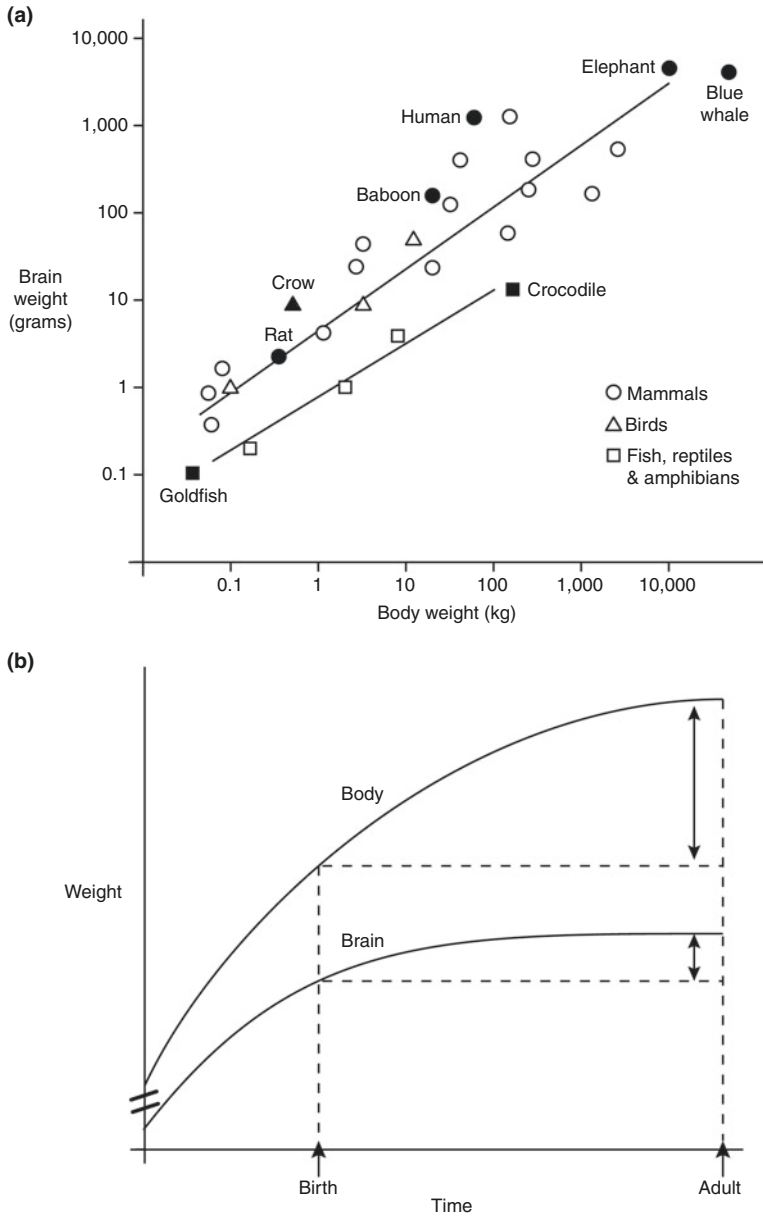 (a)
10,000
1,000
100
10
1
0.1
Brain
weight
(grams)
Elephant
Blue
whale
Human
Baboon
Crow
Rat
Crocodile
Goldfish
Mammals
Birds
Fish, reptiles
& amphibians
0.1 1 10 100 1,000 10,000
Body weight (kg)
(b)
Body
Weight
Brain
Birth
Adult
Time